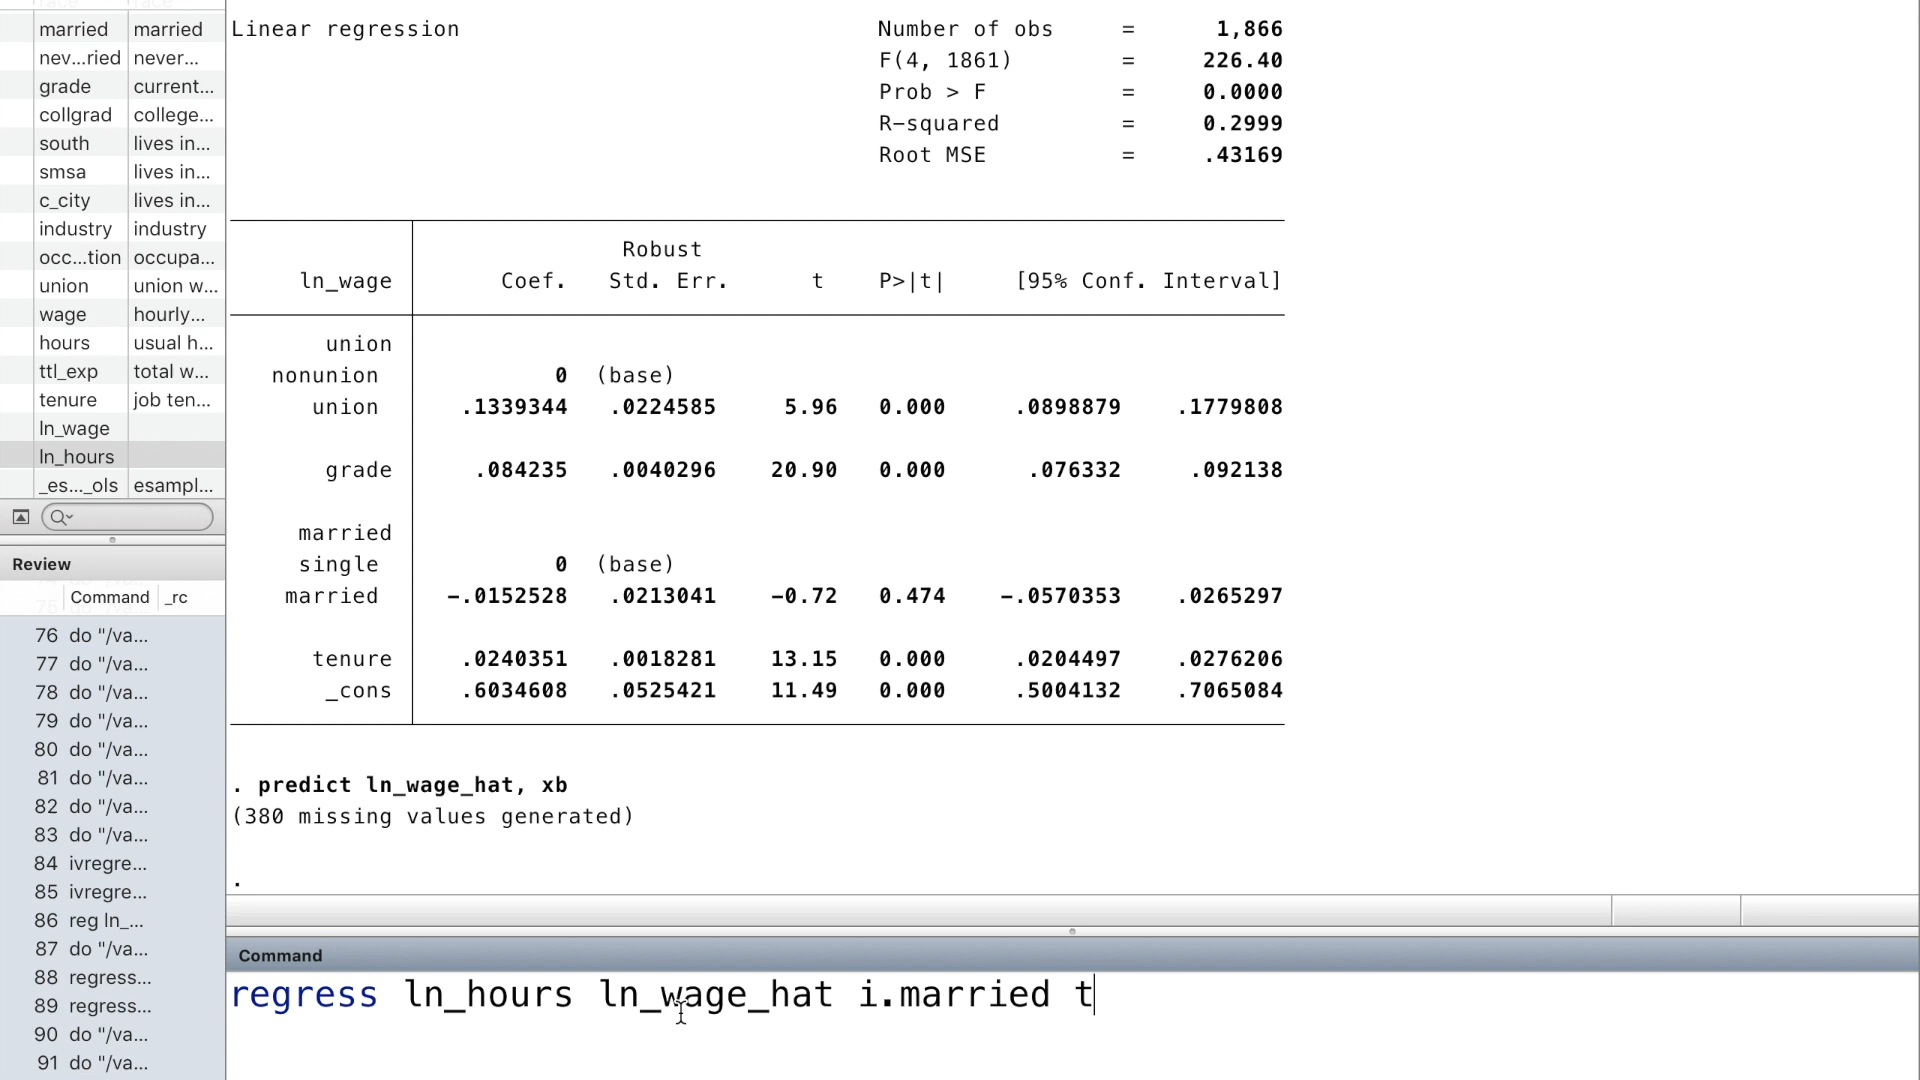 married married
nev...ried never...
grade current...
collgrad college...
south lives in...
smsa lives in...
c_city lives in...
industry industry
occ...tion occupa...
union union w...
wage hourly...
hours usual h...
ttl_exp total w...
tenure job ten...
ln_wage
ln_hours
_es..._ols esampl...
Review
Command _rc
76 do "/va...
77 do "/va...
78 do "/va...
79 do "/va...
80 do "/va...
81 do "/va...
82 do "/va...
83 do "/va...
84 ivregre...
85 ivregre...
86 reg ln_...
87 do "/va...
88 regress...
89 regress...
90 do "/va...
91 do "/va...
Linear regression Number of obs = 1,866
F(4, 1861) = 226.40
Prob > F = 0.0000
R-squared = 0.2999
Root MSE = .43169
Robust
ln_wage Coef. Std. Err. t P>|t| [95% Conf. Interval]
union
nonunion 0 (base)
union .1339344 .0224585 5.96 0.000 .0898879 .1779808
grade .084235 .0040296 20.90 0.000 .076332 .092138
married
single 0 (base)
married -.0152528 .0213041 -0.72 0.474 -.0570353 .0265297
tenure .0240351 .0018281 13.15 0.000 .0204497 .0276206
_cons .6034608 .0525421 11.49 0.000 .5004132 .7065084
. predict ln_wage_hat, xb
(380 missing values generated)
.
Command
regress ln_hours ln_wage_hat i.married t